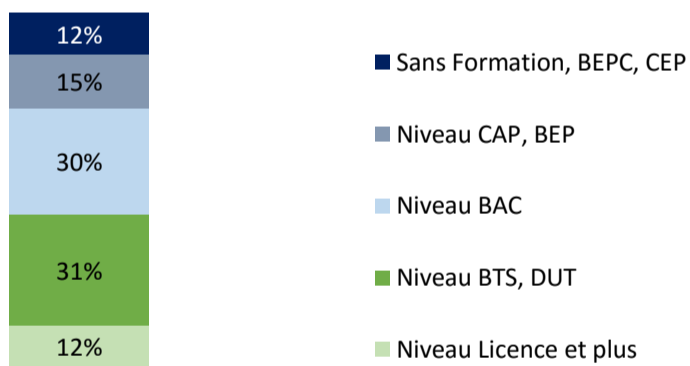 12%
15%
30%
31%
12%
Sans Formation, BEPC, CEP
Niveau CAP, BEP
Niveau BAC
Niveau BTS, DUT
Niveau Licence et plus